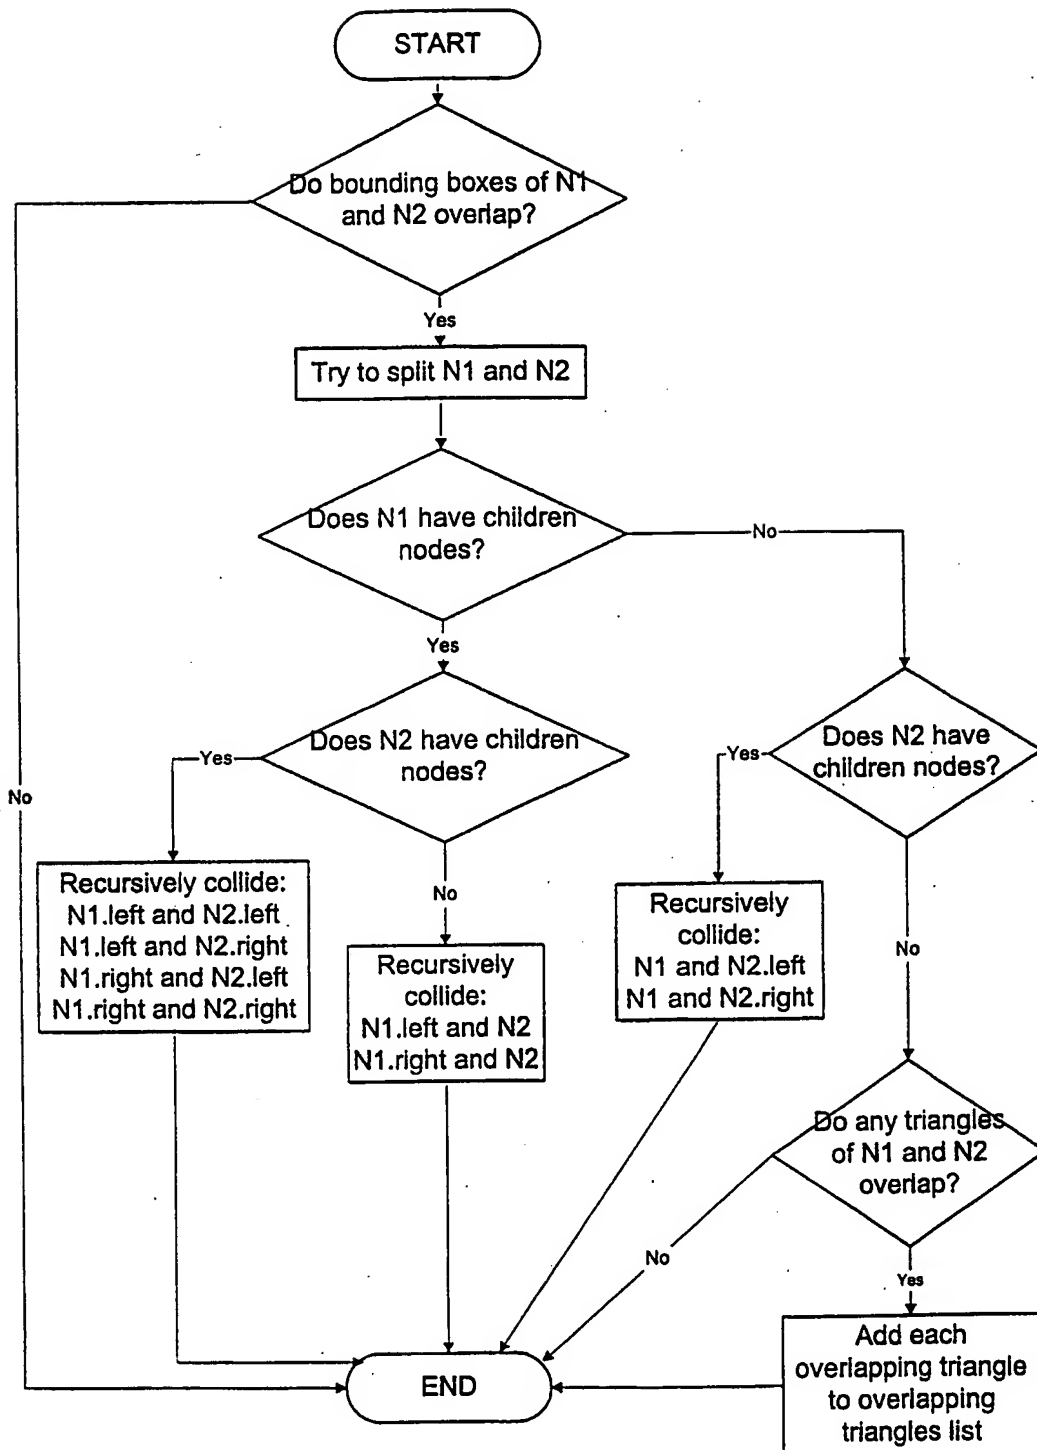 START
Do bounding boxes of N1
and N2 overlap?
Yes
Try to split N1 and N2
Does N1 have children
nodes?
No
Yes
Does N2 have children
nodes?
Yes
Does N2 have
children nodes?
Yes
No
Recursively collide:
N1.left and N2.left
N1.left and N2.right
N1.right and N2.left
N1.right and N2.right
No
Recursively
collide:
N1.left and N2
N1.right and N2
Recursively
collide:
N1 and N2.left
N1 and N2.right
No
Do any triangles
of N1 and N2
overlap?
No
Yes
Add each
overlapping triangle
to overlapping
triangles list
END